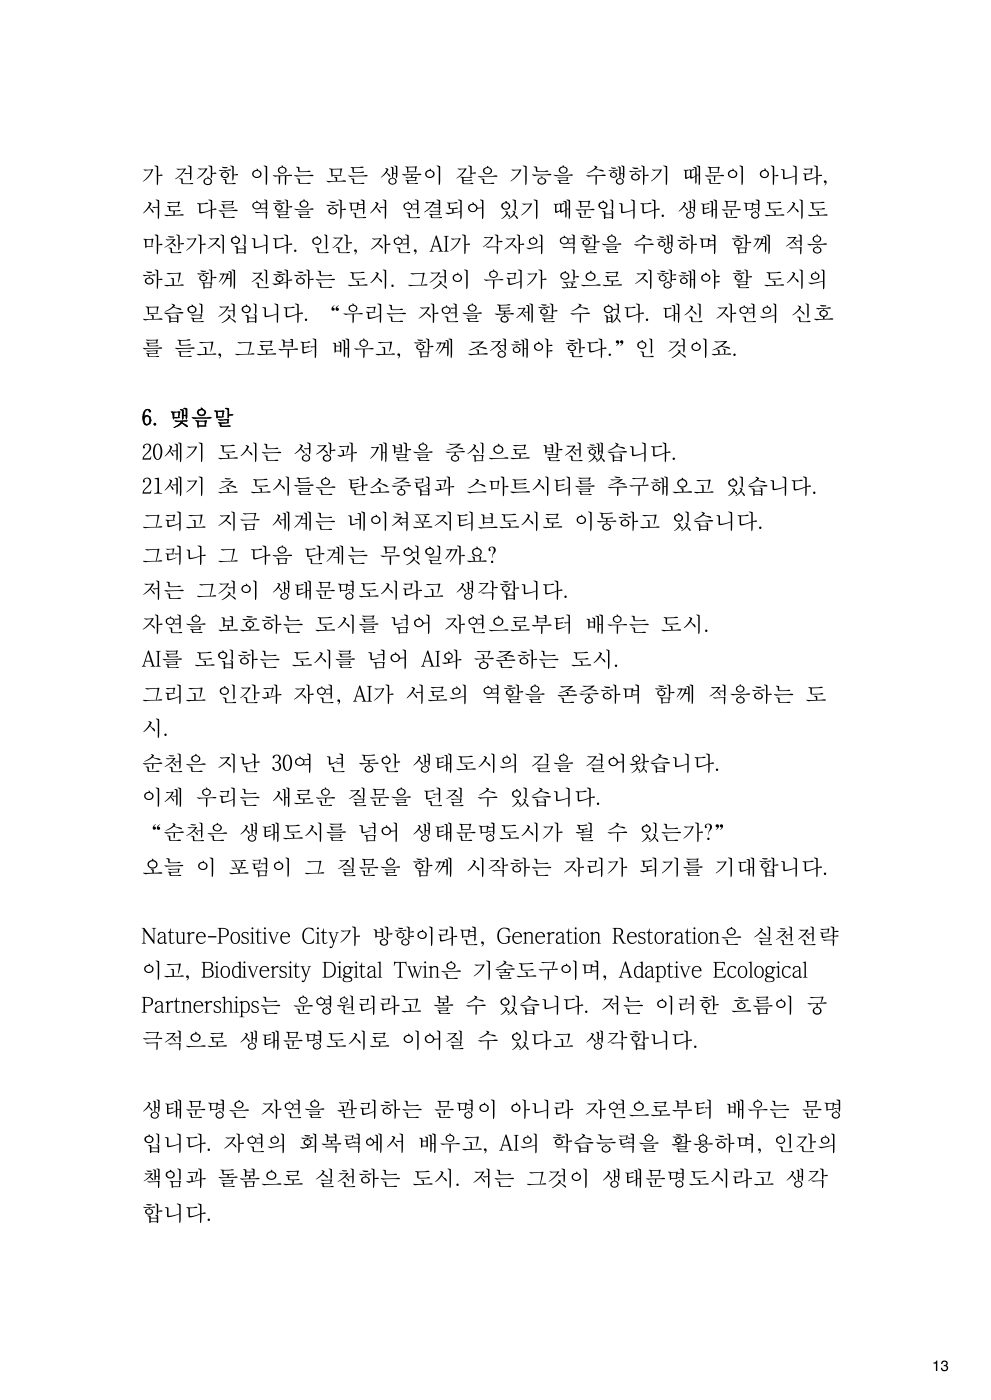 가 건강한 이유는 모든 생물이 같은 기능을 수행하기 때문이 아니라,
서로 다른 역할을 하면서 연결되어 있기 때문입니다. 생태문명도시도
마찬가지입니다. 인간, 자연, AI가 각자의 역할을 수행하며 함께 적응
하고 함께 진화하는 도시. 그것이 우리가 앞으로 지향해야 할 도시의
모습일 것입니다. “우리는 자연을 통제할 수 없다. 대신 자연의 신호
를 듣고, 그로부터 배우고, 함께 조정해야 한다.” 인 것이죠.
6. 맺음말
20세기 도시는 성장과 개발을 중심으로 발전했습니다.
21세기 초 도시들은 탄소중립과 스마트시티를 추구해오고 있습니다.
그리고 지금 세계는 네이쳐포지티브도시로 이동하고 있습니다.
그러나 그 다음 단계는 무엇일까요?
저는 그것이 생태문명도시라고 생각합니다.
자연을 보호하는 도시를 넘어 자연으로부터 배우는 도시.
AI를 도입하는 도시를 넘어 AI와 공존하는 도시.
그리고 인간과 자연, AI가 서로의 역할을 존중하며 함께 적응하는 도
시.
순천은 지난 30여 년 동안 생태도시의 길을 걸어왔습니다.
이제 우리는 새로운 질문을 던질 수 있습니다.
“순천은 생태도시를 넘어 생태문명도시가 될 수 있는가?”
오늘 이 포럼이 그 질문을 함께 시작하는 자리가 되기를 기대합니다.
Nature-Positive City가 방향이라면, Generation Restoration은 실천전략
이고, Biodiversity Digital Twin은 기술도구이며, Adaptive Ecological
Partnerships는 운영원리라고 볼 수 있습니다. 저는 이러한 흐름이 궁
극적으로 생태문명도시로 이어질 수 있다고 생각합니다.
생태문명은 자연을 관리하는 문명이 아니라 자연으로부터 배우는 문명
입니다. 자연의 회복력에서 배우고, AI의 학습능력을 활용하며, 인간의
책임과 돌봄으로 실천하는 도시. 저는 그것이 생태문명도시라고 생각
합니다.
13